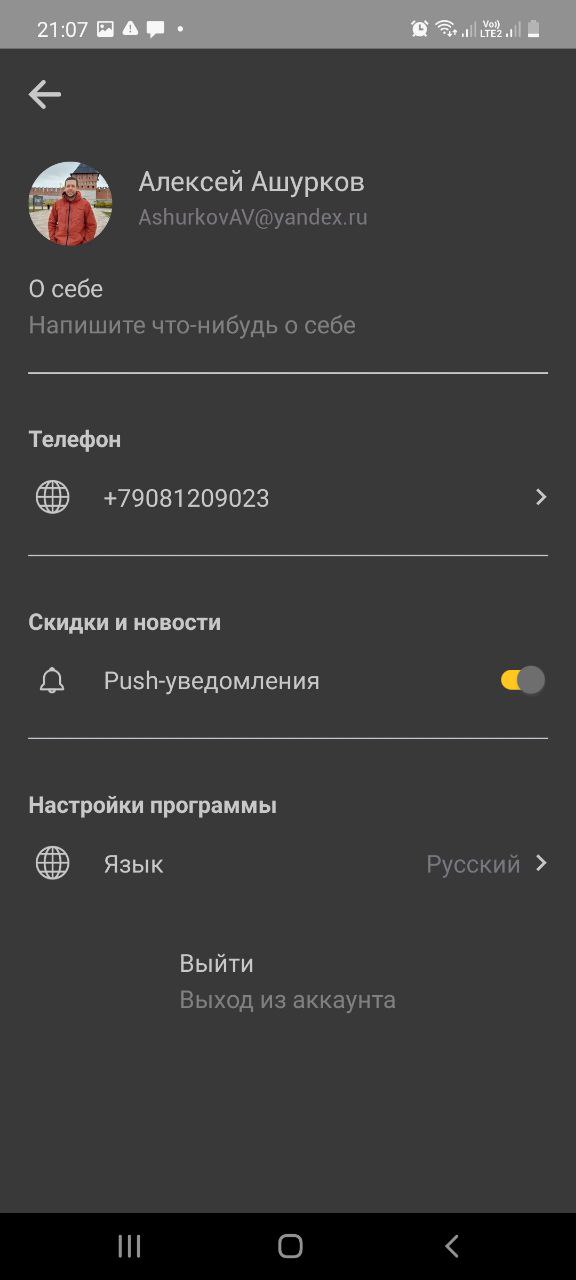 21:07
Vo))
LTE2
Алексей Ашурков
AshurkovAV@yandex.ru
О себе
Напишите что-нибудь о себе
Телефон
+79081209023
Скидки и новости
Push-уведомления
Настройки программы
Язык Русский
Выйти
Выход из аккаунта